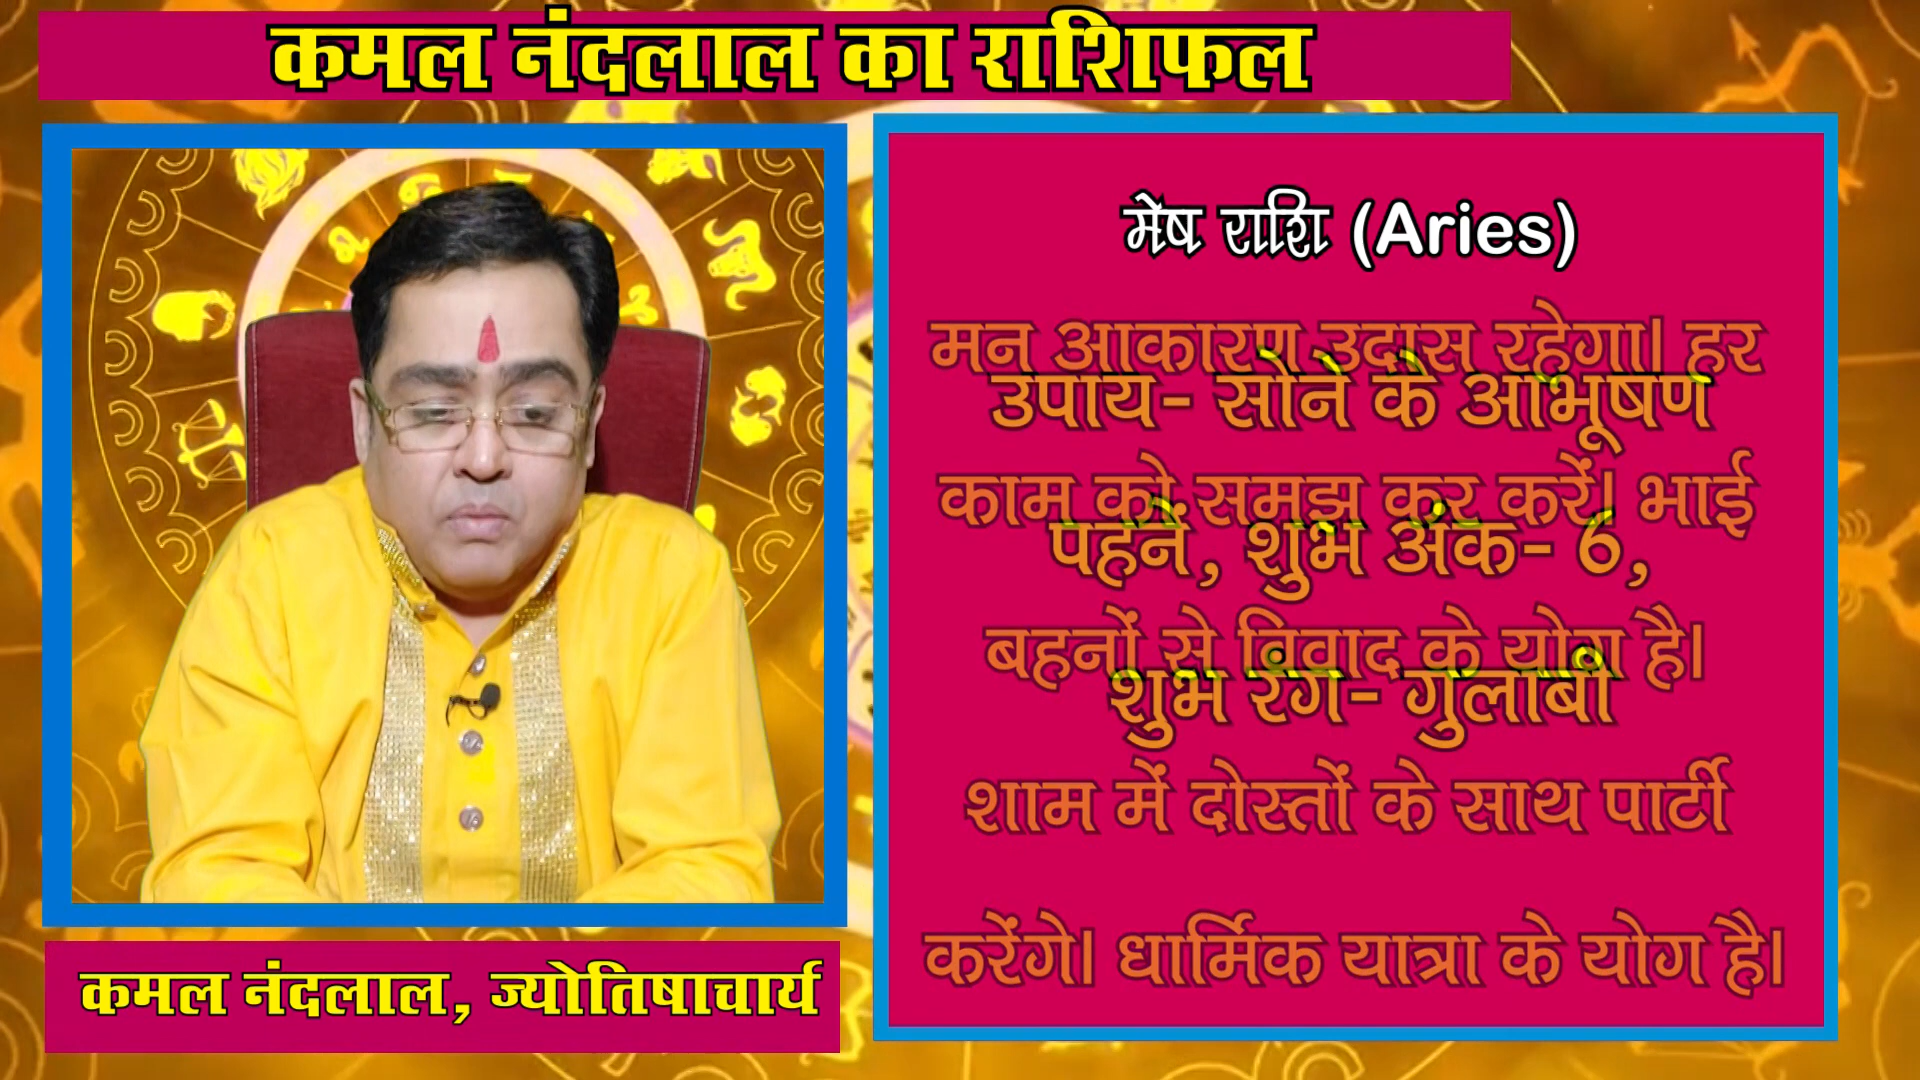 कमल नंदलाल का राशिफल
मेष राशि (Aries)
मन आकारण उदास रहेगा। हर
काम को समझ कर करें। भाई
बहनों से विवाद के योग है।
शाम में दोस्तों के साथ पार्टी
करेंगे। धार्मिक यात्रा के योग है।
उपाय- सोने के आभूषण
पहनें, शुभ अंक- 6,
शुभ रंग- गुलाबी
कमल नंदलाल, ज्योतिषाचार्य